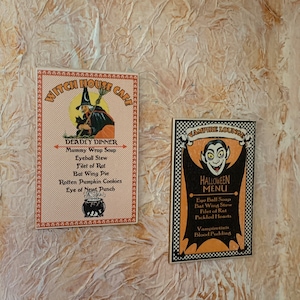 WITCH HOUSE CAFE
DEADLY DINNER
Mummy Wrap Soup
Eyeball Stew
Filet of Rat
Bat Wing Pie
Rotten Pumpkin Cookies
Eye of Newt Punch
VAMPIRE LOUNGE
HALLOWEEN
MENU
Eye Ball Soup
Bat Wing Stew
Filet of Rat
Pickled Hearts
Vampiretinis
Blood Pudding